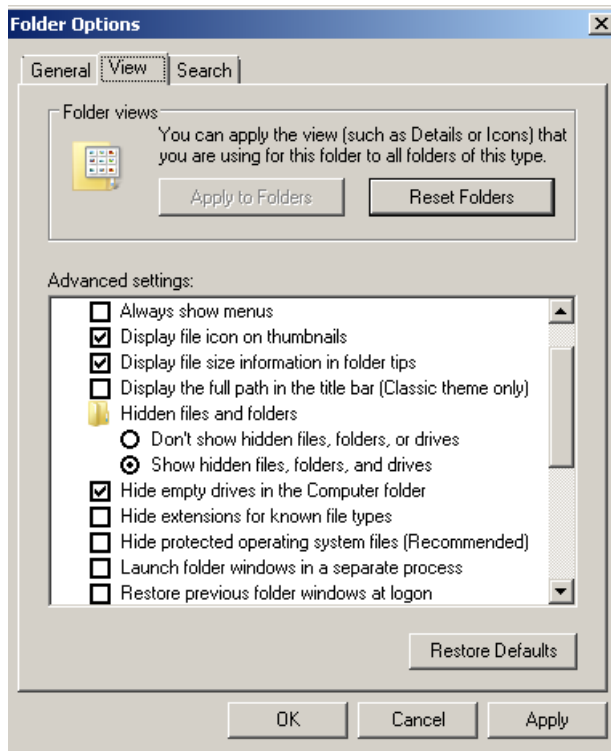 Folder Options
General
View
Search
Folder views
You can apply the view (such as Details or Icons) that
you are using for this folder to all folders of this type.
Apply to Folders
Reset Folders
Advanced settings:
Always show menus
Display file icon on thumbnails
Display file size information in folder tips
Display the full path in the title bar (Classic theme only)
Hidden files and folders
Don't show hidden files, folders, or drives
Show hidden files, folders, and drives
Hide empty drives in the Computer folder
Hide extensions for known file types
Hide protected operating system files (Recommended)
Launch folder windows in a separate process
Restore previous folder windows at logon
Restore Defaults
OK
Cancel
Apply